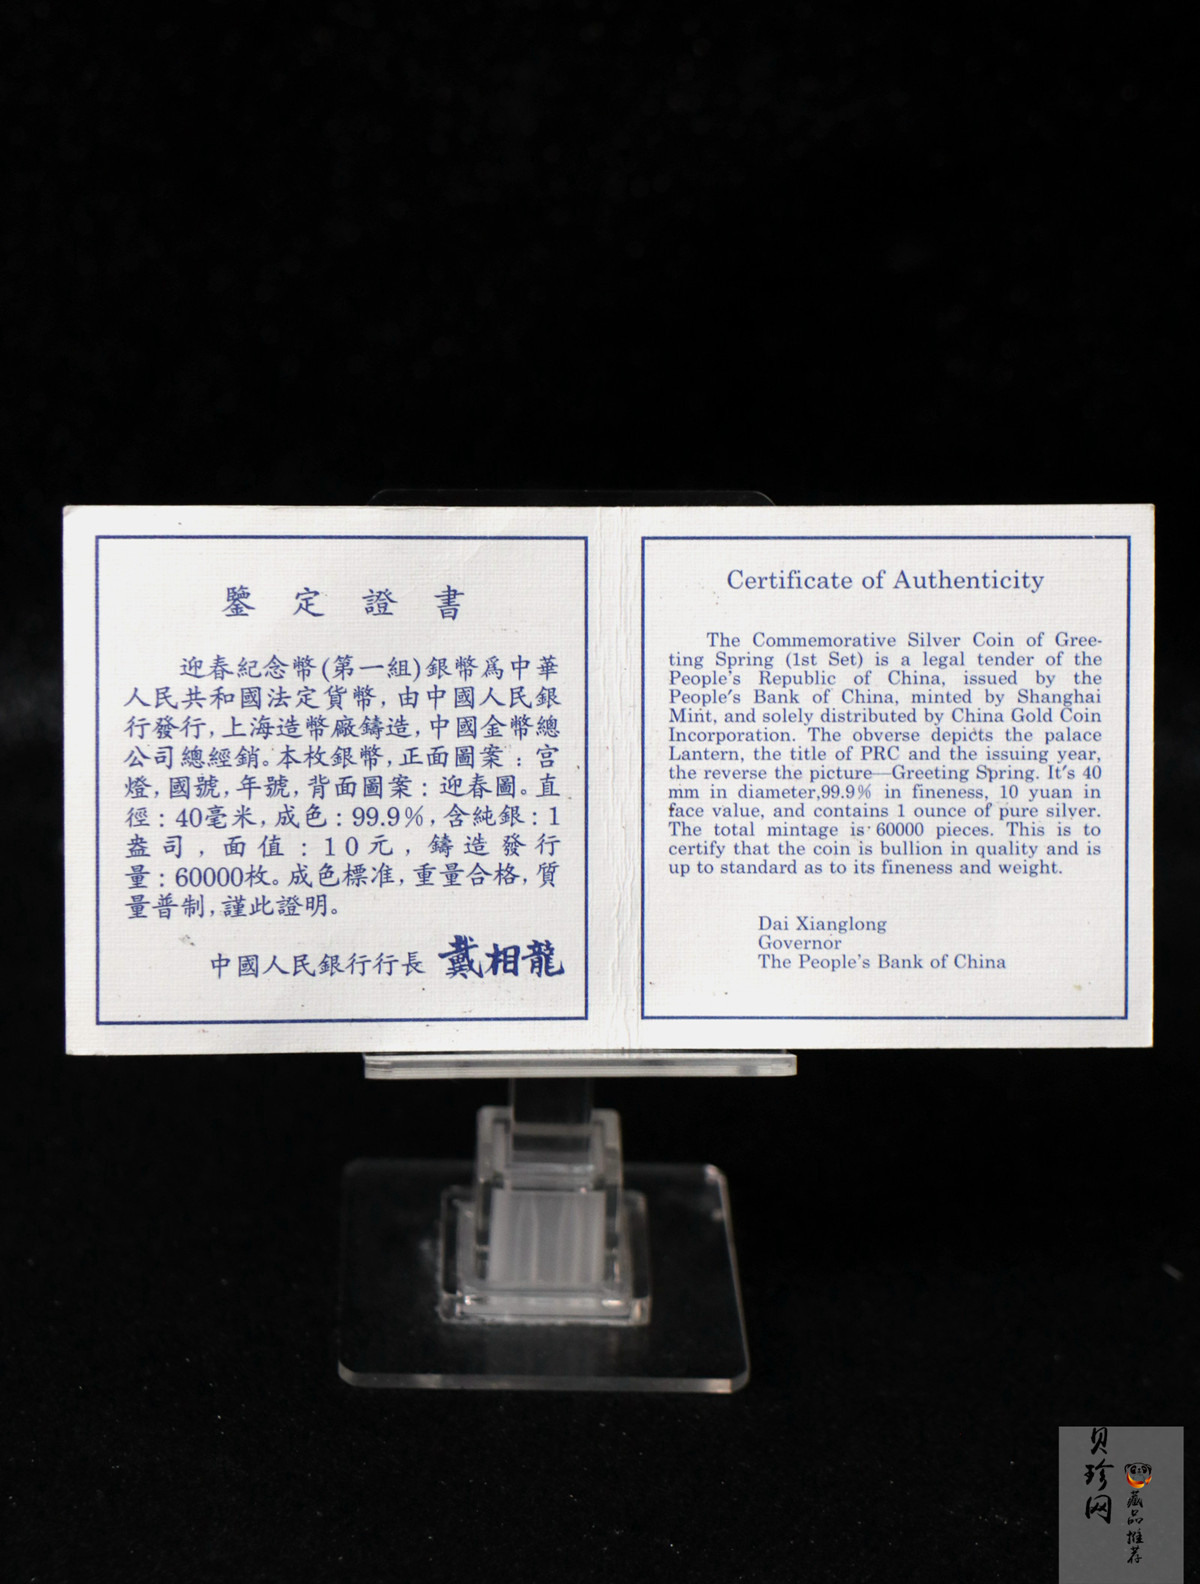 鑒定證書
迎春紀念幣(第一組)銀幣爲中華
人民共和國法定貨幣,由中國人民銀
行發行,上海造幣廠鑄造,中國金幣總
公司總經銷。本枚銀幣,正面圖案:宮
燈,國號,年號,背面圖案:迎春圖。直
徑:40毫米,成色:99.9%,含純銀:1
盎司,面值:10元,鑄造發行
量:60000枚。成色標准,重量合格,質
量普制,謹此證明。
中國人民銀行行長 戴相龍
Certificate of Authenticity
The Commemorative Silver Coin of Gree-
ting Spring (1st Set) is a legal tender of the
People's Republic of China, issued by the
People's Bank of China, minted by Shanghai
Mint, and solely distributed by China Gold Coin
Incorporation. The obverse depicts the palace
Lantern, the title of PRC and the issuing year,
the reverse the picture—Greeting Spring. It's 40
mm in diameter,99.9% in fineness, 10 yuan in
face value, and contains 1 ounce of pure silver.
The total mintage is 60000 pieces. This is to
certify that the coin is bullion in quality and is
up to standard as to its fineness and weight.
Dai Xianglong
Governor
The People's Bank of China
贝珍网
藏品推荐